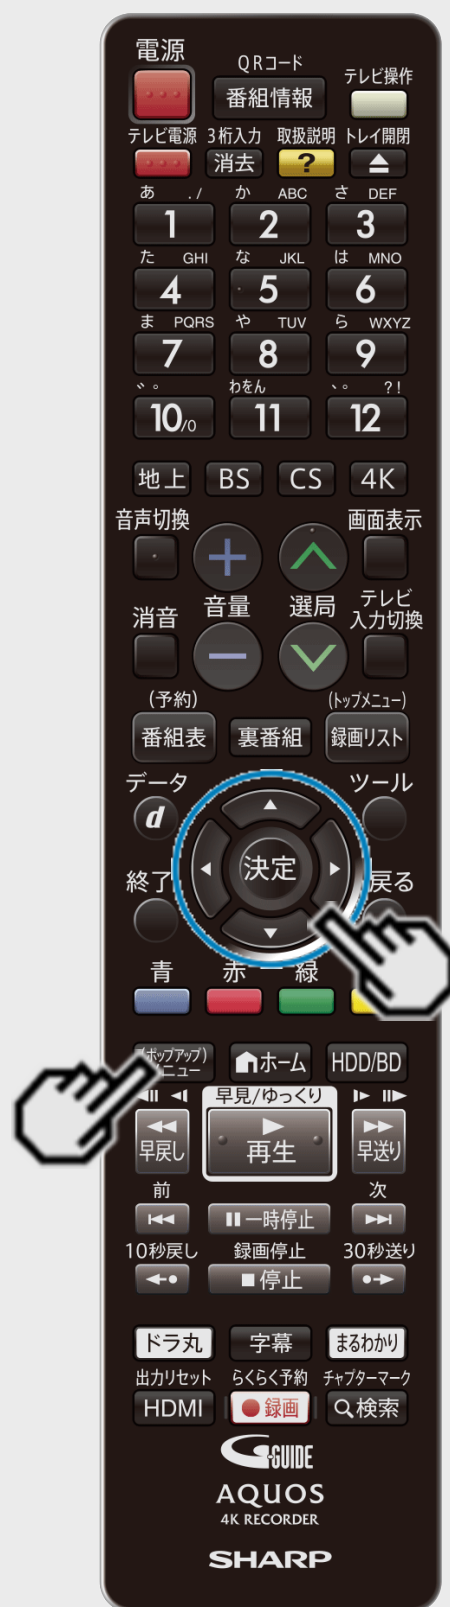 電源
QRコード
テレビ操作
番組情報
テレビ電源 3桁入力 取扱説明 トレイ開閉
消去 ?
あ ./ か ABC さ DEF
1 2 3
た GHI な JKL は MNO
4 5 6
ま PQRS や TUV ら WXYZ
7 8 9
゛゜ わをん 、。 ?!
10/0 11 12
地上 BS CS 4K
音声切換 画面表示
消音 音量 選局 テレビ
入力切換
(予約) (トップメニュー)
番組表 裏番組 録画リスト
データ ツール
d
決定
終了 戻る
青 赤 緑
(ポップアップ)
メニュー
ホーム HDD/BD
早見/ゆっくり
早戻し 再生 早送り
前 次
一時停止
10秒戻し 録画停止 30秒送り
停止
ドラ丸 字幕 まるわかり
出力リセット らくらく予約 チャプターマーク
HDMI 録画 検索
G-GUIDE
AQUOS
4K RECORDER
SHARP